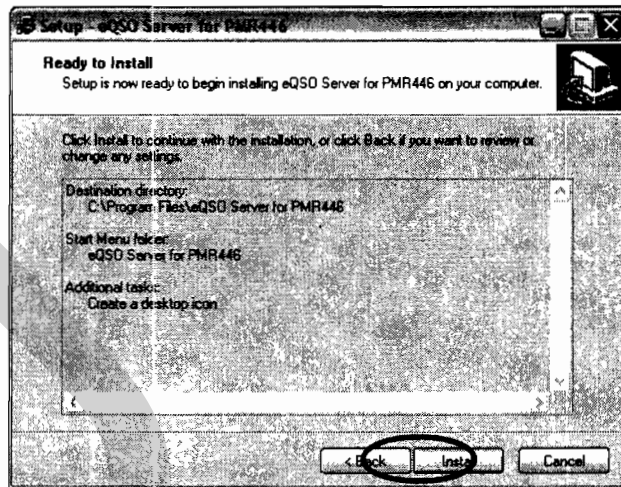 Setup - eQSO Server for PMR446
Ready to Install
Setup is now ready to begin installing eQSO Server for PMR446 on your computer.
Click Install to continue with the installation, or click Back if you want to review or
change any settings.
Destination directory:
C:\Program Files\eQSO Server for PMR446
Start Menu folder:
eQSO Server for PMR446
Additional tasks:
Create a desktop icon
< Back
Install
Cancel